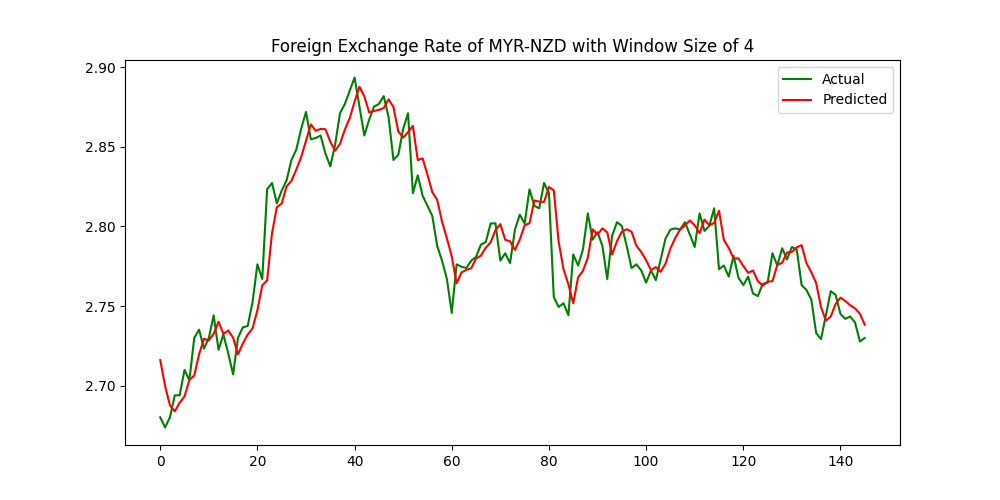 Foreign Exchange Rate of MYR-NZD with Window Size of 4
Actual
Predicted
2.90
2.85
2.80
2.75
2.70
0 20 40 60 80 100 120 140